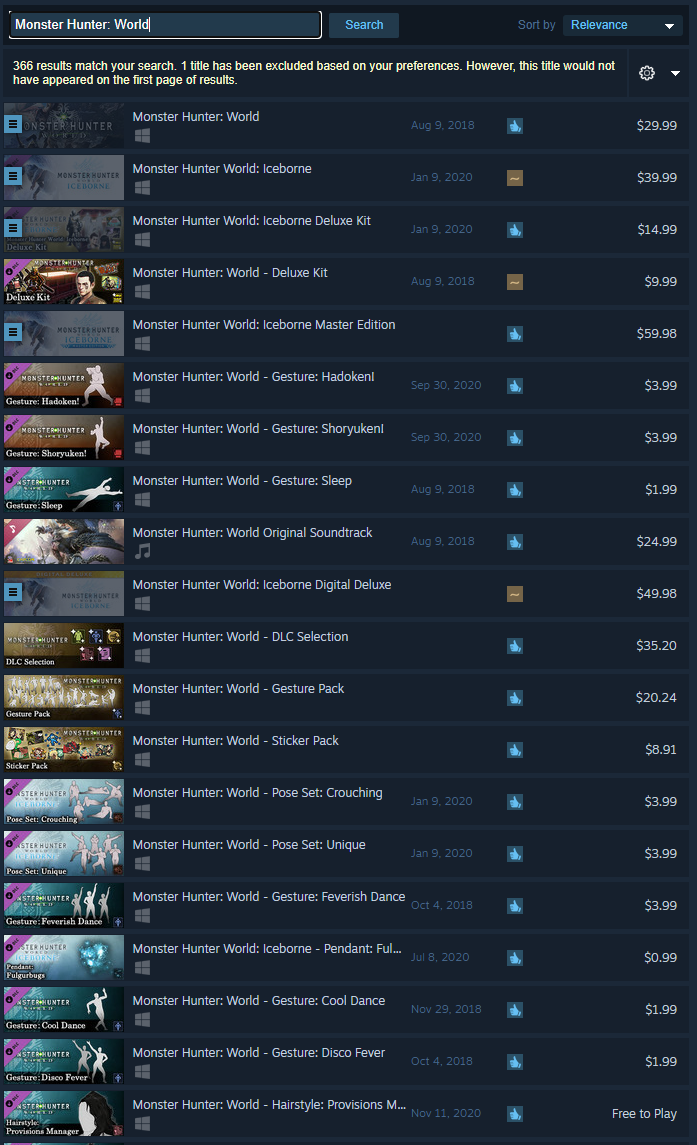 Monster Hunter: World
Search
Sort by
Relevance
366 results match your search. 1 title has been excluded based on your preferences. However, this title would not
have appeared on the first page of results.
Monster Hunter: World
Aug 9, 2018
$29.99
Monster Hunter World: Iceborne
Jan 9, 2020
$39.99
Monster Hunter World: Iceborne Deluxe Kit
Jan 9, 2020
$14.99
Deluxe Kit
Monster Hunter: World - Deluxe Kit
Aug 9, 2018
$9.99
Monster Hunter World: Iceborne Master Edition
$59.98
Gesture: Hadoken!
Monster Hunter: World - Gesture: Hadoken!
Sep 30, 2020
$3.99
Gesture: Shoryuken!
Monster Hunter: World - Gesture: Shoryuken!
Sep 30, 2020
$3.99
Gesture: Sleep
Monster Hunter: World - Gesture: Sleep
Aug 9, 2018
$1.99
Monster Hunter: World Original Soundtrack
Aug 9, 2018
$24.99
Monster Hunter World: Iceborne Digital Deluxe
$49.98
DLC Selection
Monster Hunter: World - DLC Selection
$35.20
Gesture Pack
Monster Hunter: World - Gesture Pack
$20.24
Sticker Pack
Monster Hunter: World - Sticker Pack
$8.91
Pose Set: Crouching
Monster Hunter: World - Pose Set: Crouching
Jan 9, 2020
$3.99
Pose Set: Unique
Monster Hunter: World - Pose Set: Unique
Jan 9, 2020
$3.99
Gesture: Feverish Dance
Monster Hunter: World - Gesture: Feverish Dance
Oct 4, 2018
$3.99
Pendant:
Fulgurbugs
Monster Hunter World: Iceborne - Pendant: Ful...
Jul 8, 2020
$0.99
Gesture: Cool Dance
Monster Hunter: World - Gesture: Cool Dance
Nov 29, 2018
$1.99
Gesture: Disco Fever
Monster Hunter: World - Gesture: Disco Fever
Oct 4, 2018
$1.99
Hairstyle:
Provisions Manager
Monster Hunter: World - Hairstyle: Provisions M...
Nov 11, 2020
Free to Play